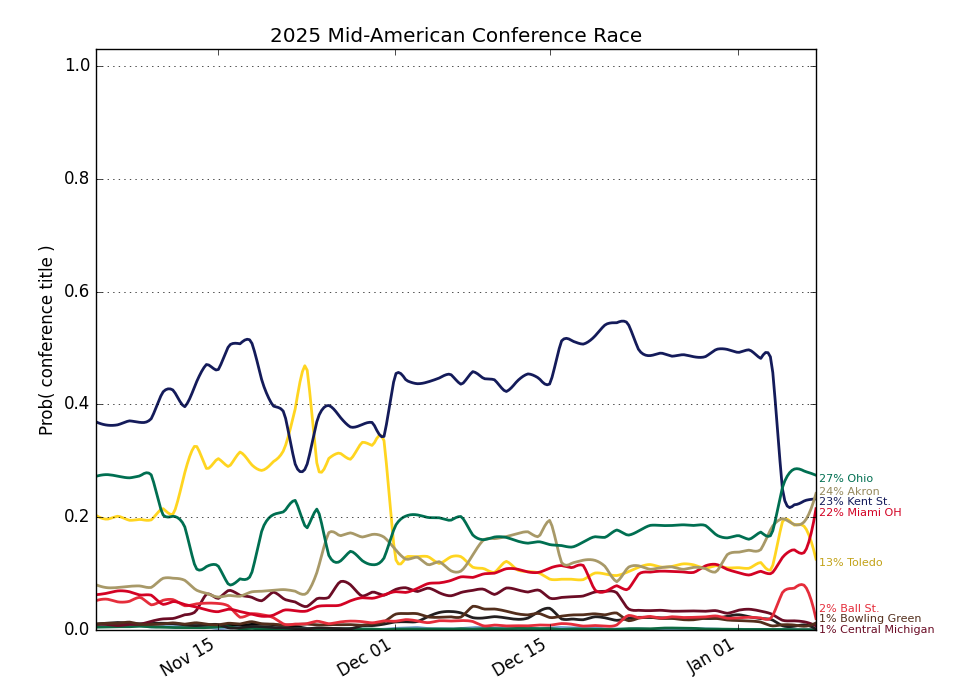 2025 Mid-American Conference Race
Prob( conference title )
1.0
0.8
0.6
0.4
0.2
0.0
Nov 15
Dec 01
Dec 15
Jan 01
27% Ohio
24% Akron
23% Kent St.
22% Miami OH
13% Toledo
2% Ball St.
1% Bowling Green
1% Central Michigan